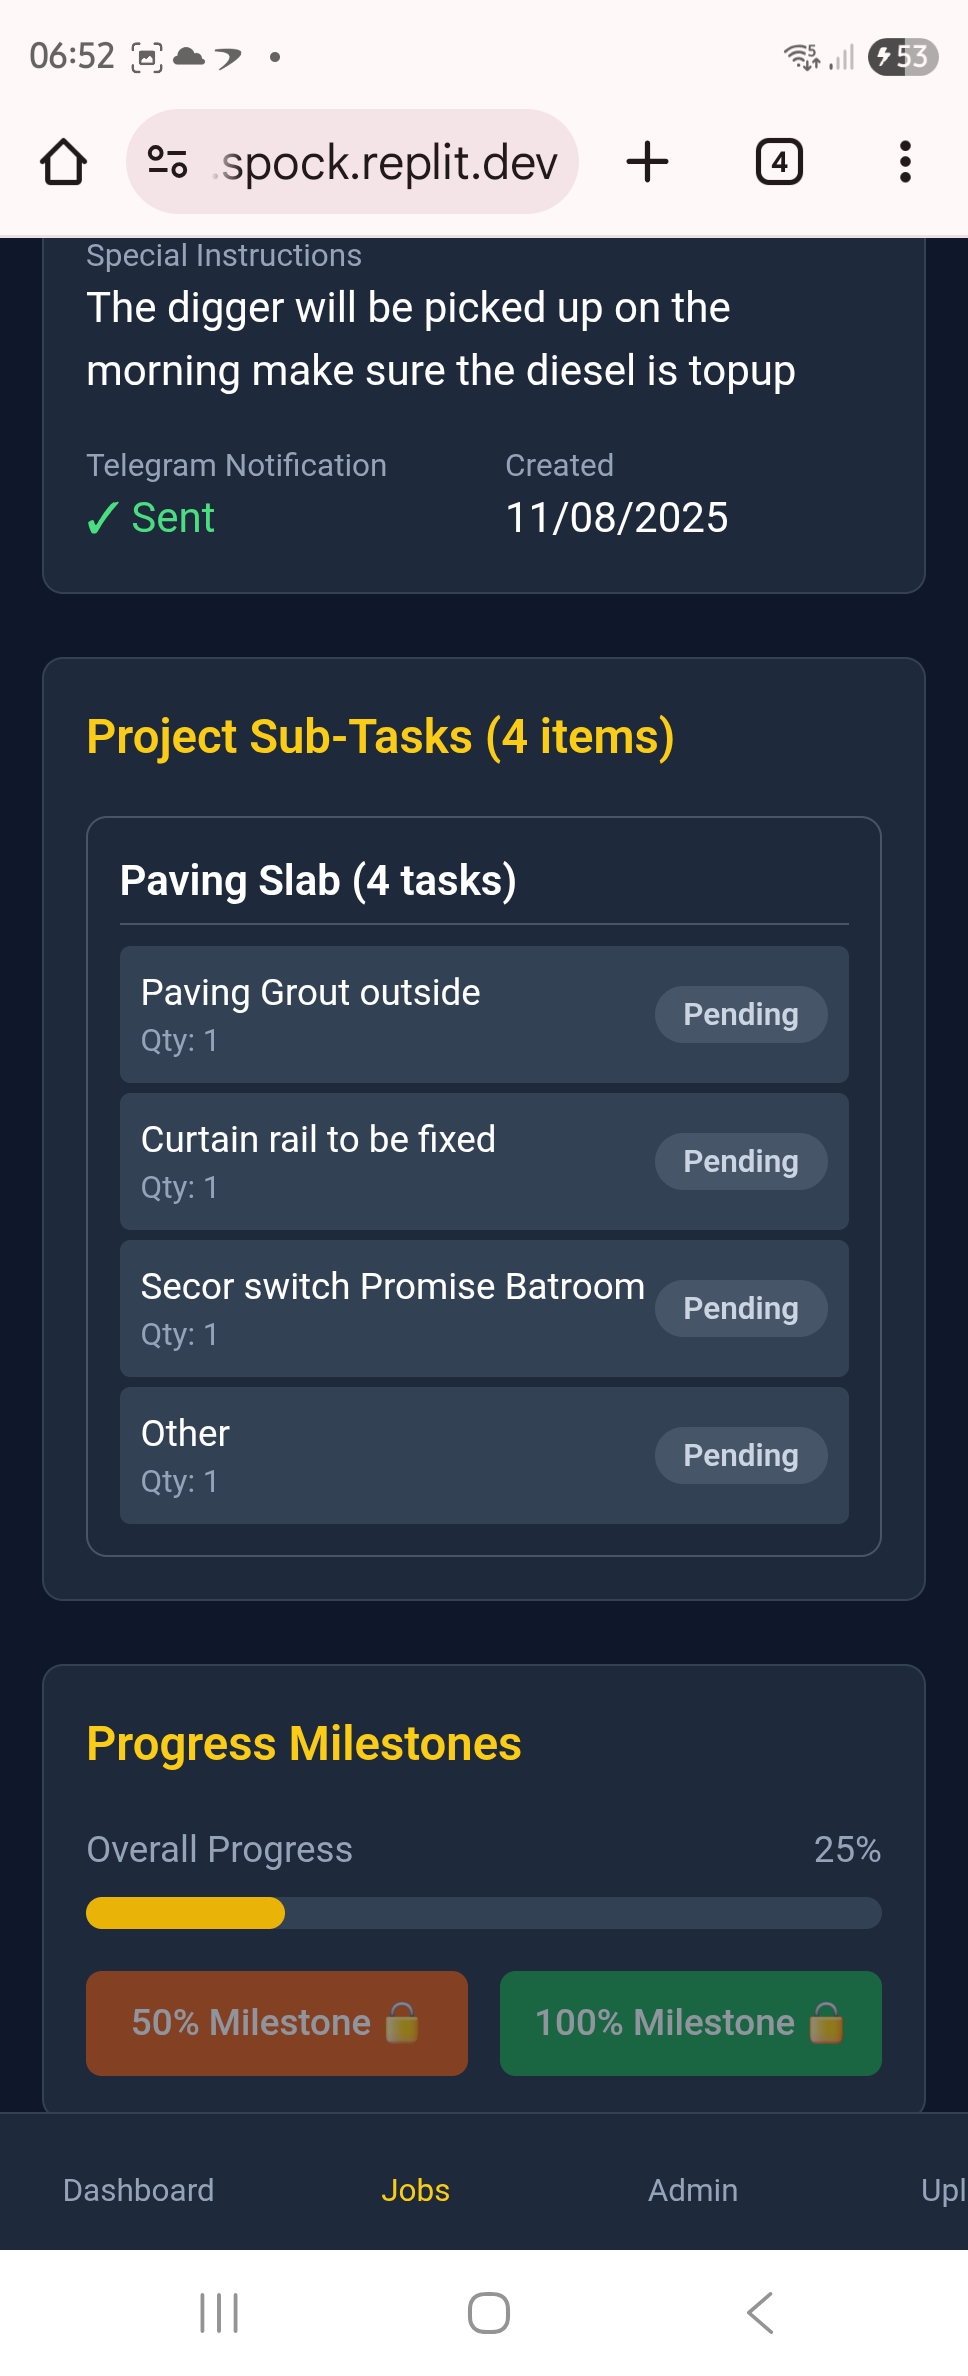 06:52
5
53
.spock.replit.dev
4
Special Instructions
The digger will be picked up on the
morning make sure the diesel is topup
Telegram Notification
Created
✓ Sent
11/08/2025
Project Sub-Tasks (4 items)
Paving Slab (4 tasks)
Paving Grout outside
Qty: 1
Pending
Curtain rail to be fixed
Qty: 1
Pending
Secor switch Promise Batroom
Qty: 1
Pending
Other
Qty: 1
Pending
Progress Milestones
Overall Progress
25%
50% Milestone 🔒
100% Milestone 🔒
Dashboard
Jobs
Admin
Upl